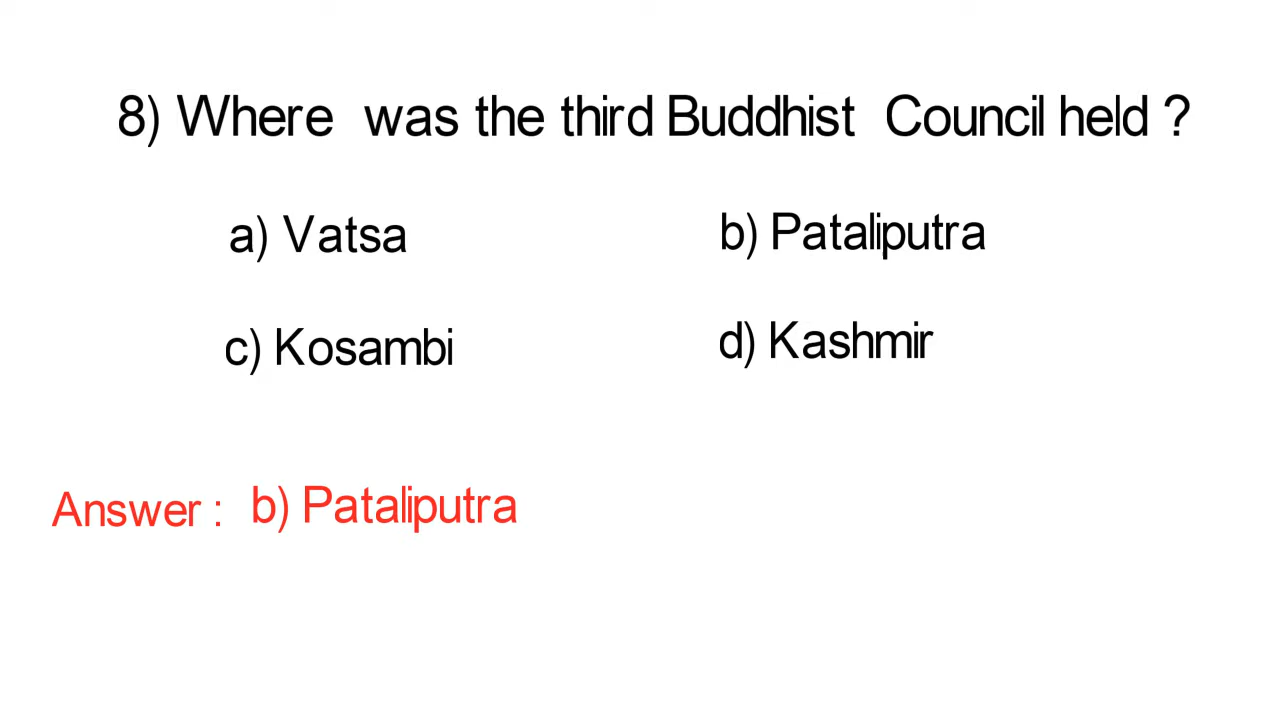 8) Where was the third Buddhist Council held ?
a) Vatsa b) Pataliputra
c) Kosambi d) Kashmir
Answer : b) Pataliputra